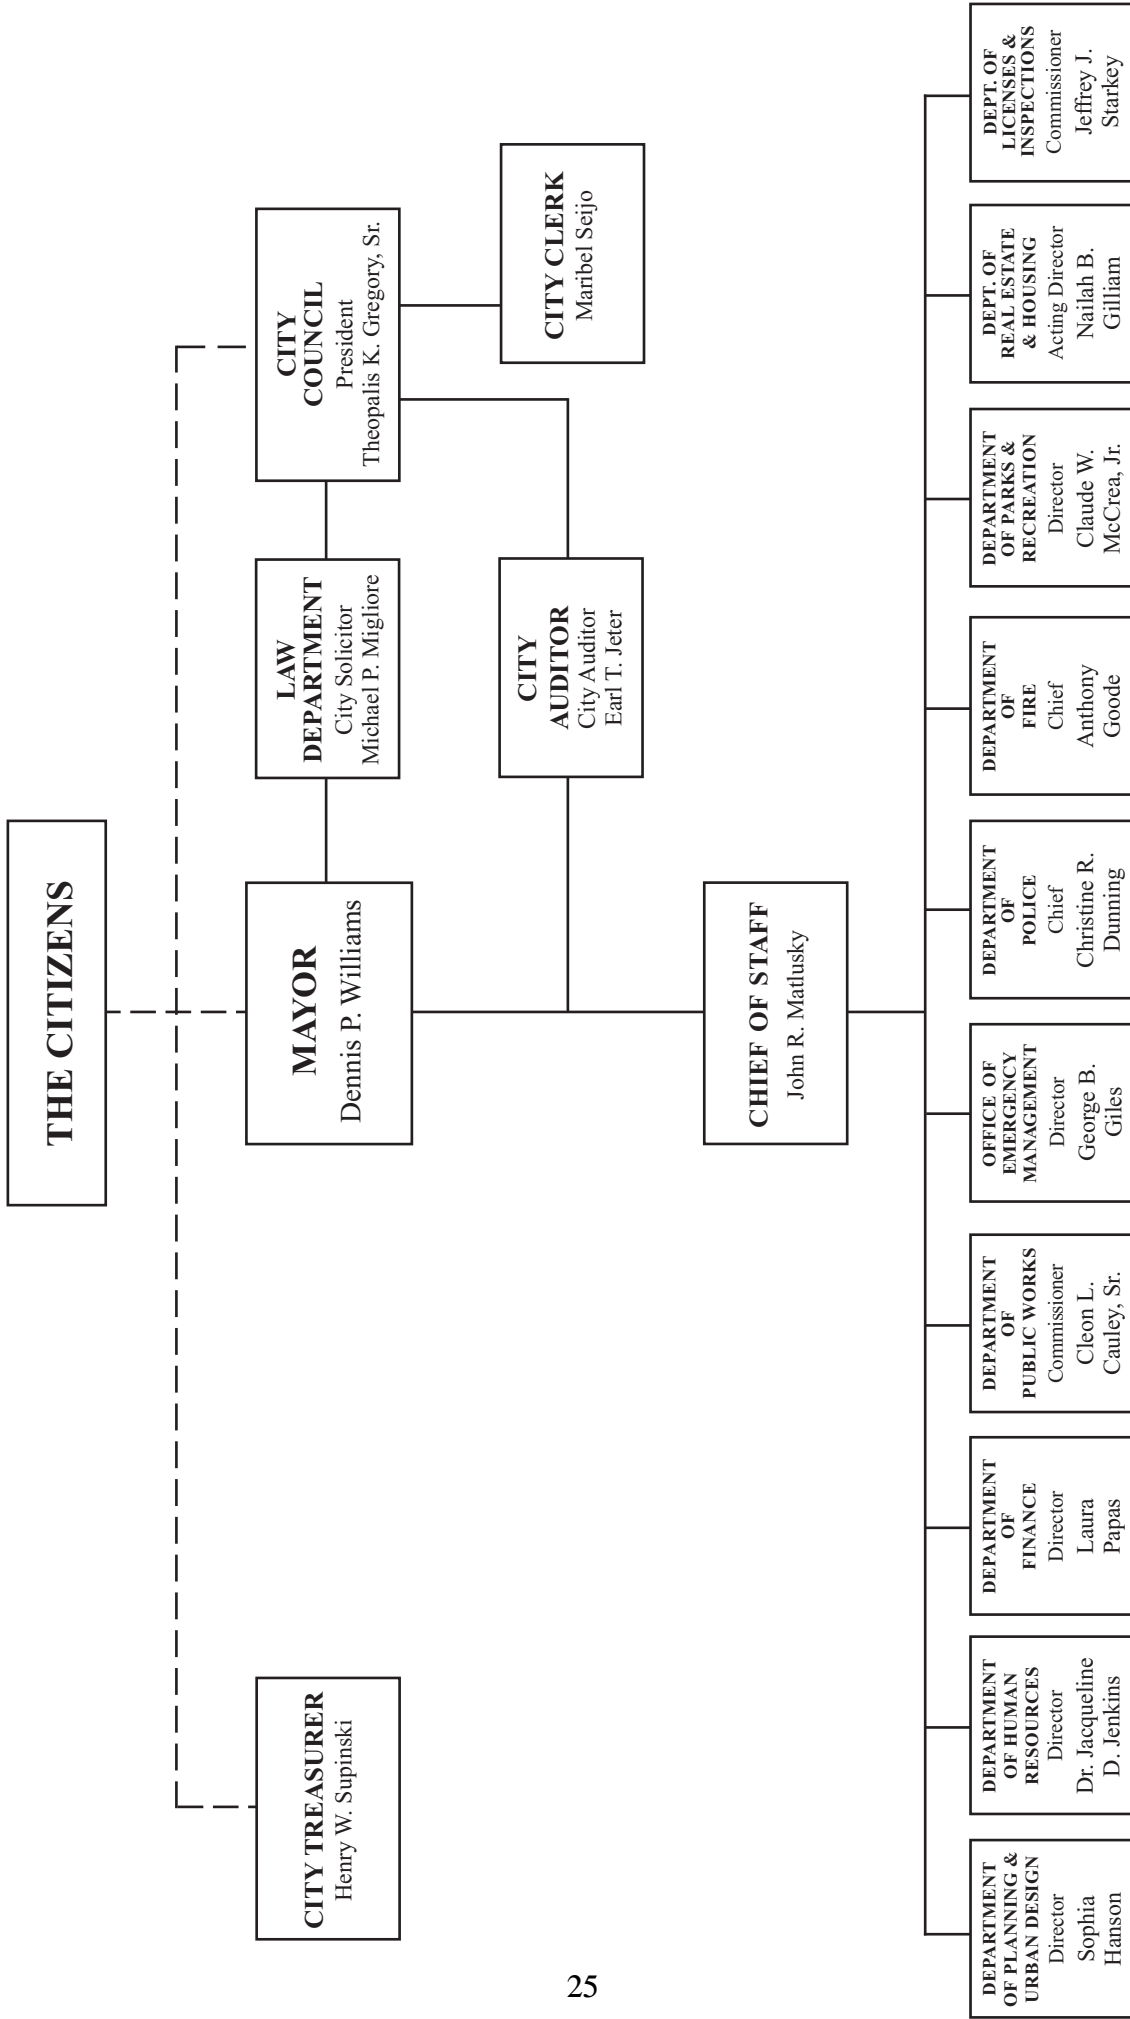 THE CITIZENS
CITY TREASURER
Henry W. Supinski
MAYOR
Dennis P. Williams
LAW
DEPARTMENT
City Solicitor
Michael P. Migliore
CITY
COUNCIL
President
Theopalis K. Gregory, Sr.
CITY
AUDITOR
City Auditor
Earl T. Jeter
CITY CLERK
Maribel Seijo
CHIEF OF STAFF
John R. Matlusky
DEPARTMENT
OF PLANNING &
URBAN DESIGN
Director
Sophia
Hanson
DEPARTMENT
OF HUMAN
RESOURCES
Director
Dr. Jacqueline
D. Jenkins
DEPARTMENT
OF
FINANCE
Director
Laura
Papas
DEPARTMENT
OF
PUBLIC WORKS
Commissioner
Cleon L.
Cauley, Sr.
OFFICE OF
EMERGENCY
MANAGEMENT
Director
George B.
Giles
DEPARTMENT
OF
POLICE
Chief
Christine R.
Dunning
DEPARTMENT
OF
FIRE
Chief
Anthony
Goode
DEPARTMENT
OF PARKS &
RECREATION
Director
Claude W.
McCrea, Jr.
DEPT. OF
REAL ESTATE
& HOUSING
Acting Director
Nailah B.
Gilliam
DEPT. OF
LICENSES &
INSPECTIONS
Commissioner
Jeffrey J.
Starkey
25